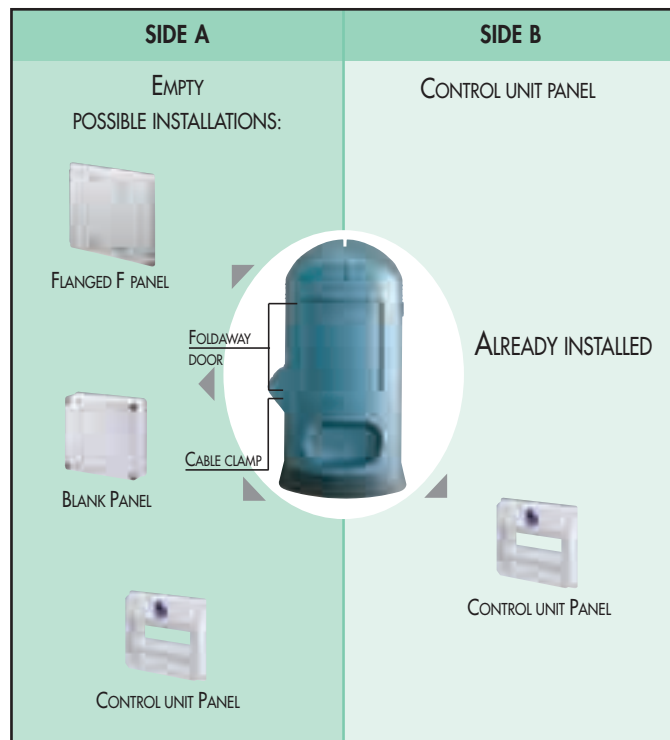 SIDE A
SIDE B
EMPTY
POSSIBLE INSTALLATIONS:
CONTROL UNIT PANEL
FLANGED F PANEL
FOLDAWAY
DOOR
ALREADY INSTALLED
CABLE CLAMP
BLANK PANEL
CONTROL UNIT PANEL
CONTROL UNIT PANEL